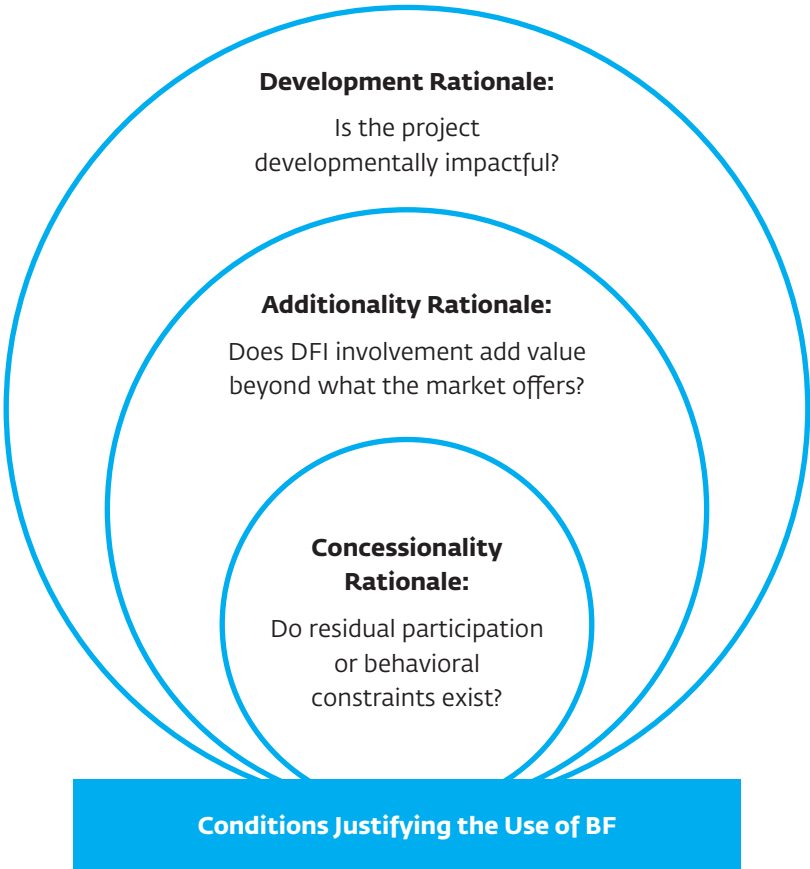 Development Rationale:
Is the project
developmentally impactful?
Additionality Rationale:
Does DFI involvement add value
beyond what the market offers?
Concessionality
Rationale:
Do residual participation
or behavioral
constraints exist?
Conditions Justifying the Use of BF